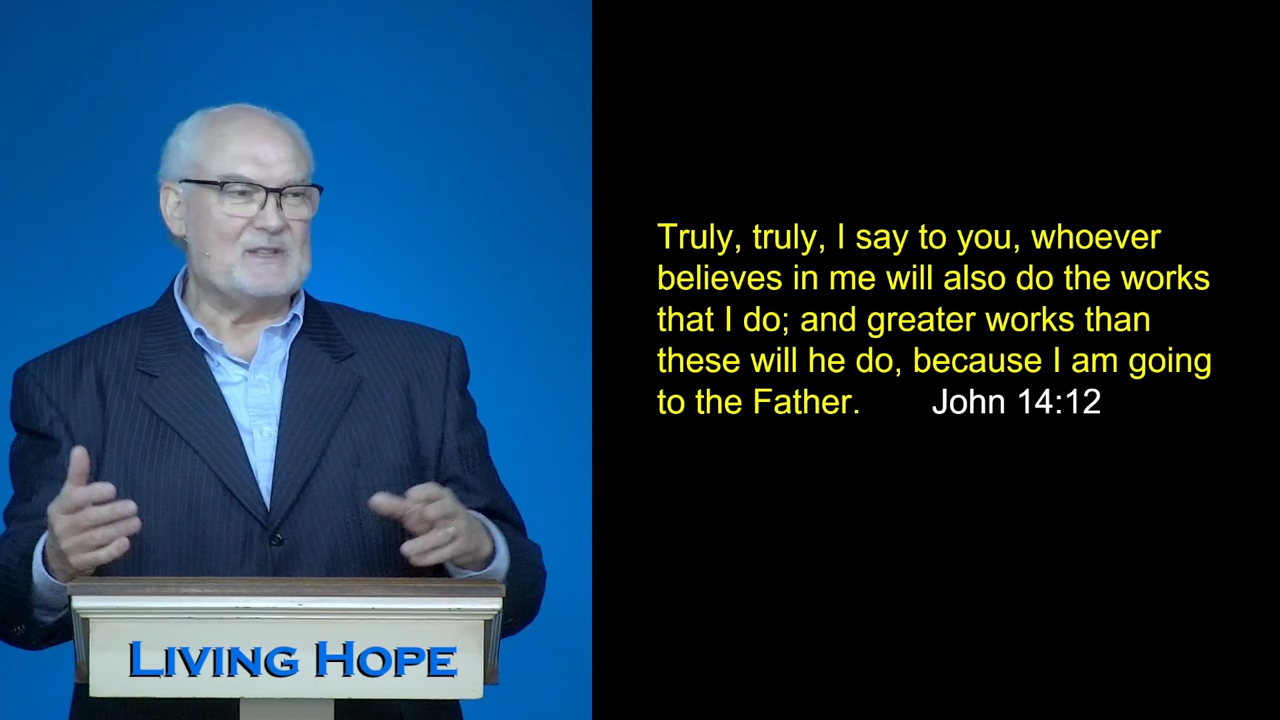 Truly, truly, I say to you, whoever
believes in me will also do the works
that I do; and greater works than
these will he do, because I am going
to the Father. John 14:12
LIVING HOPE